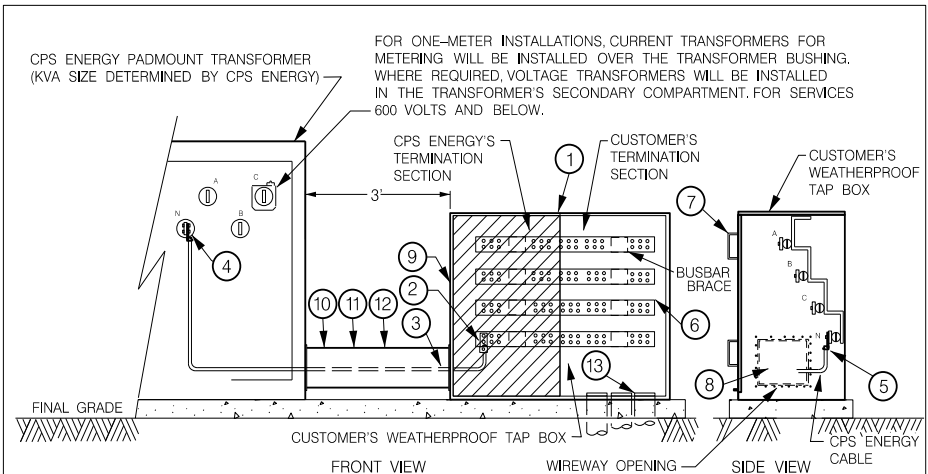 CPS ENERGY PADMOUNT TRANSFORMER
(KVA SIZE DETERMINED BY CPS ENERGY)
FOR ONE-METER INSTALLATIONS, CURRENT TRANSFORMERS FOR
METERING WILL BE INSTALLED OVER THE TRANSFORMER BUSHING.
WHERE REQUIRED, VOLTAGE TRANSFORMERS WILL BE INSTALLED
IN THE TRANSFORMER'S SECONDARY COMPARTMENT. FOR SERVICES
600 VOLTS AND BELOW.
CPS ENERGY'S
TERMINATION
SECTION
1
CUSTOMER'S
TERMINATION
SECTION
CUSTOMER'S
WEATHERPROOF
TAP BOX
A
C
N
B
4
3'
7
9
2
BUSBAR
BRACE
6
A
B
C
N
10
11
12
3
13
8
5
FINAL GRADE
CUSTOMER'S WEATHERPROOF TAP BOX
WIREWAY OPENING
CPS ENERGY
CABLE
FRONT VIEW
SIDE VIEW